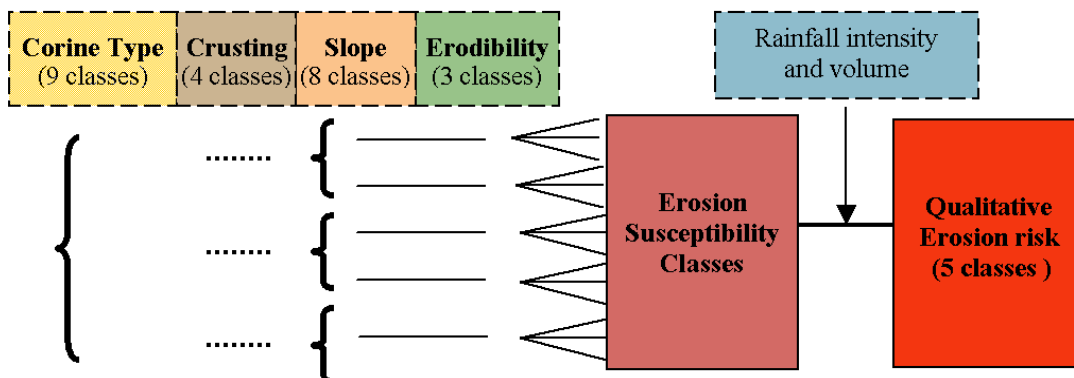 Corine Type
(9 classes)
Crusting
(4 classes)
Slope
(8 classes)
Erodibility
(3 classes)
Rainfall intensity
and volume
Erosion
Susceptibility
Classes
Qualitative
Erosion risk
(5 classes )